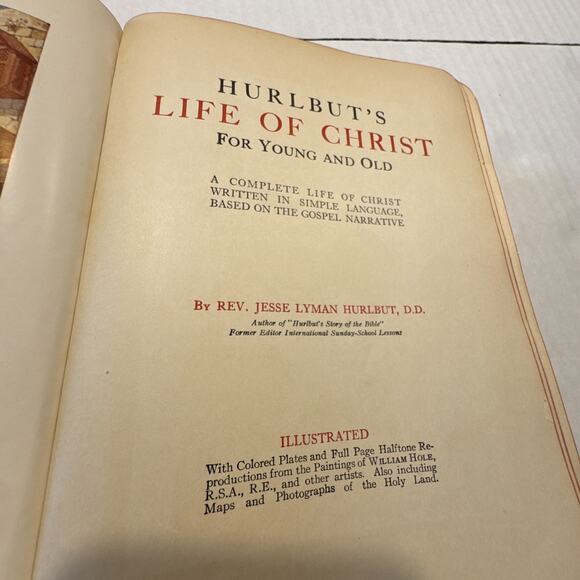 HURLBUT'S
LIFE OF CHRIST
FOR YOUNG AND OLD
A COMPLETE LIFE OF CHRIST
WRITTEN IN SIMPLE LANGUAGE,
BASED ON THE GOSPEL NARRATIVE
By REV. JESSE LYMAN HURLBUT, D.D.
Author of "Hurlbut's Story of the Bible"
Former Editor International Sunday-School Lessons
ILLUSTRATED
With Colored Plates and Full Page Halftone Re-
productions from the Paintings of WILLIAM HOLE,
R.S.A., R.E., and other artists. Also including
Maps and Photographs of the Holy Land.